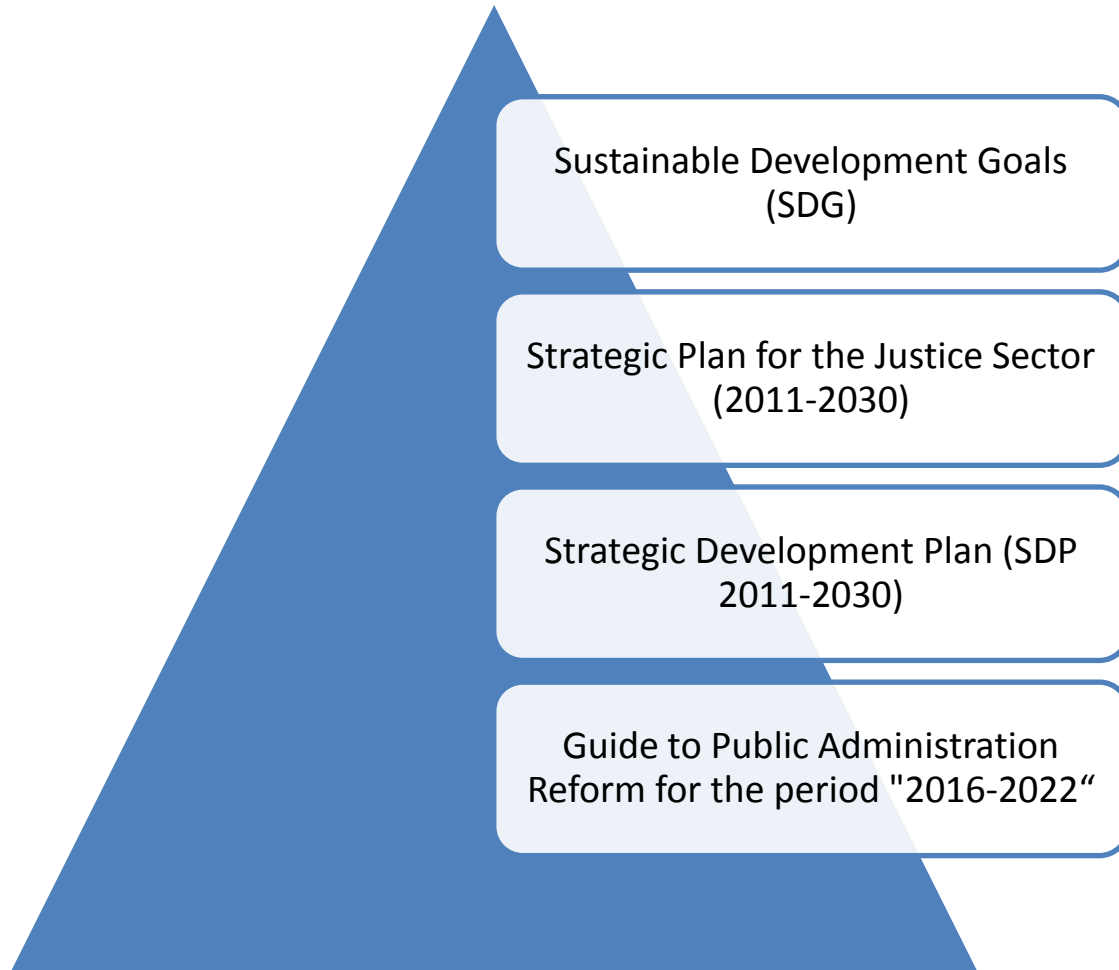 Sustainable Development Goals
(SDG)
Strategic Plan for the Justice Sector
(2011-2030)
Strategic Development Plan (SDP
2011-2030)
Guide to Public Administration
Reform for the period "2016-2022“